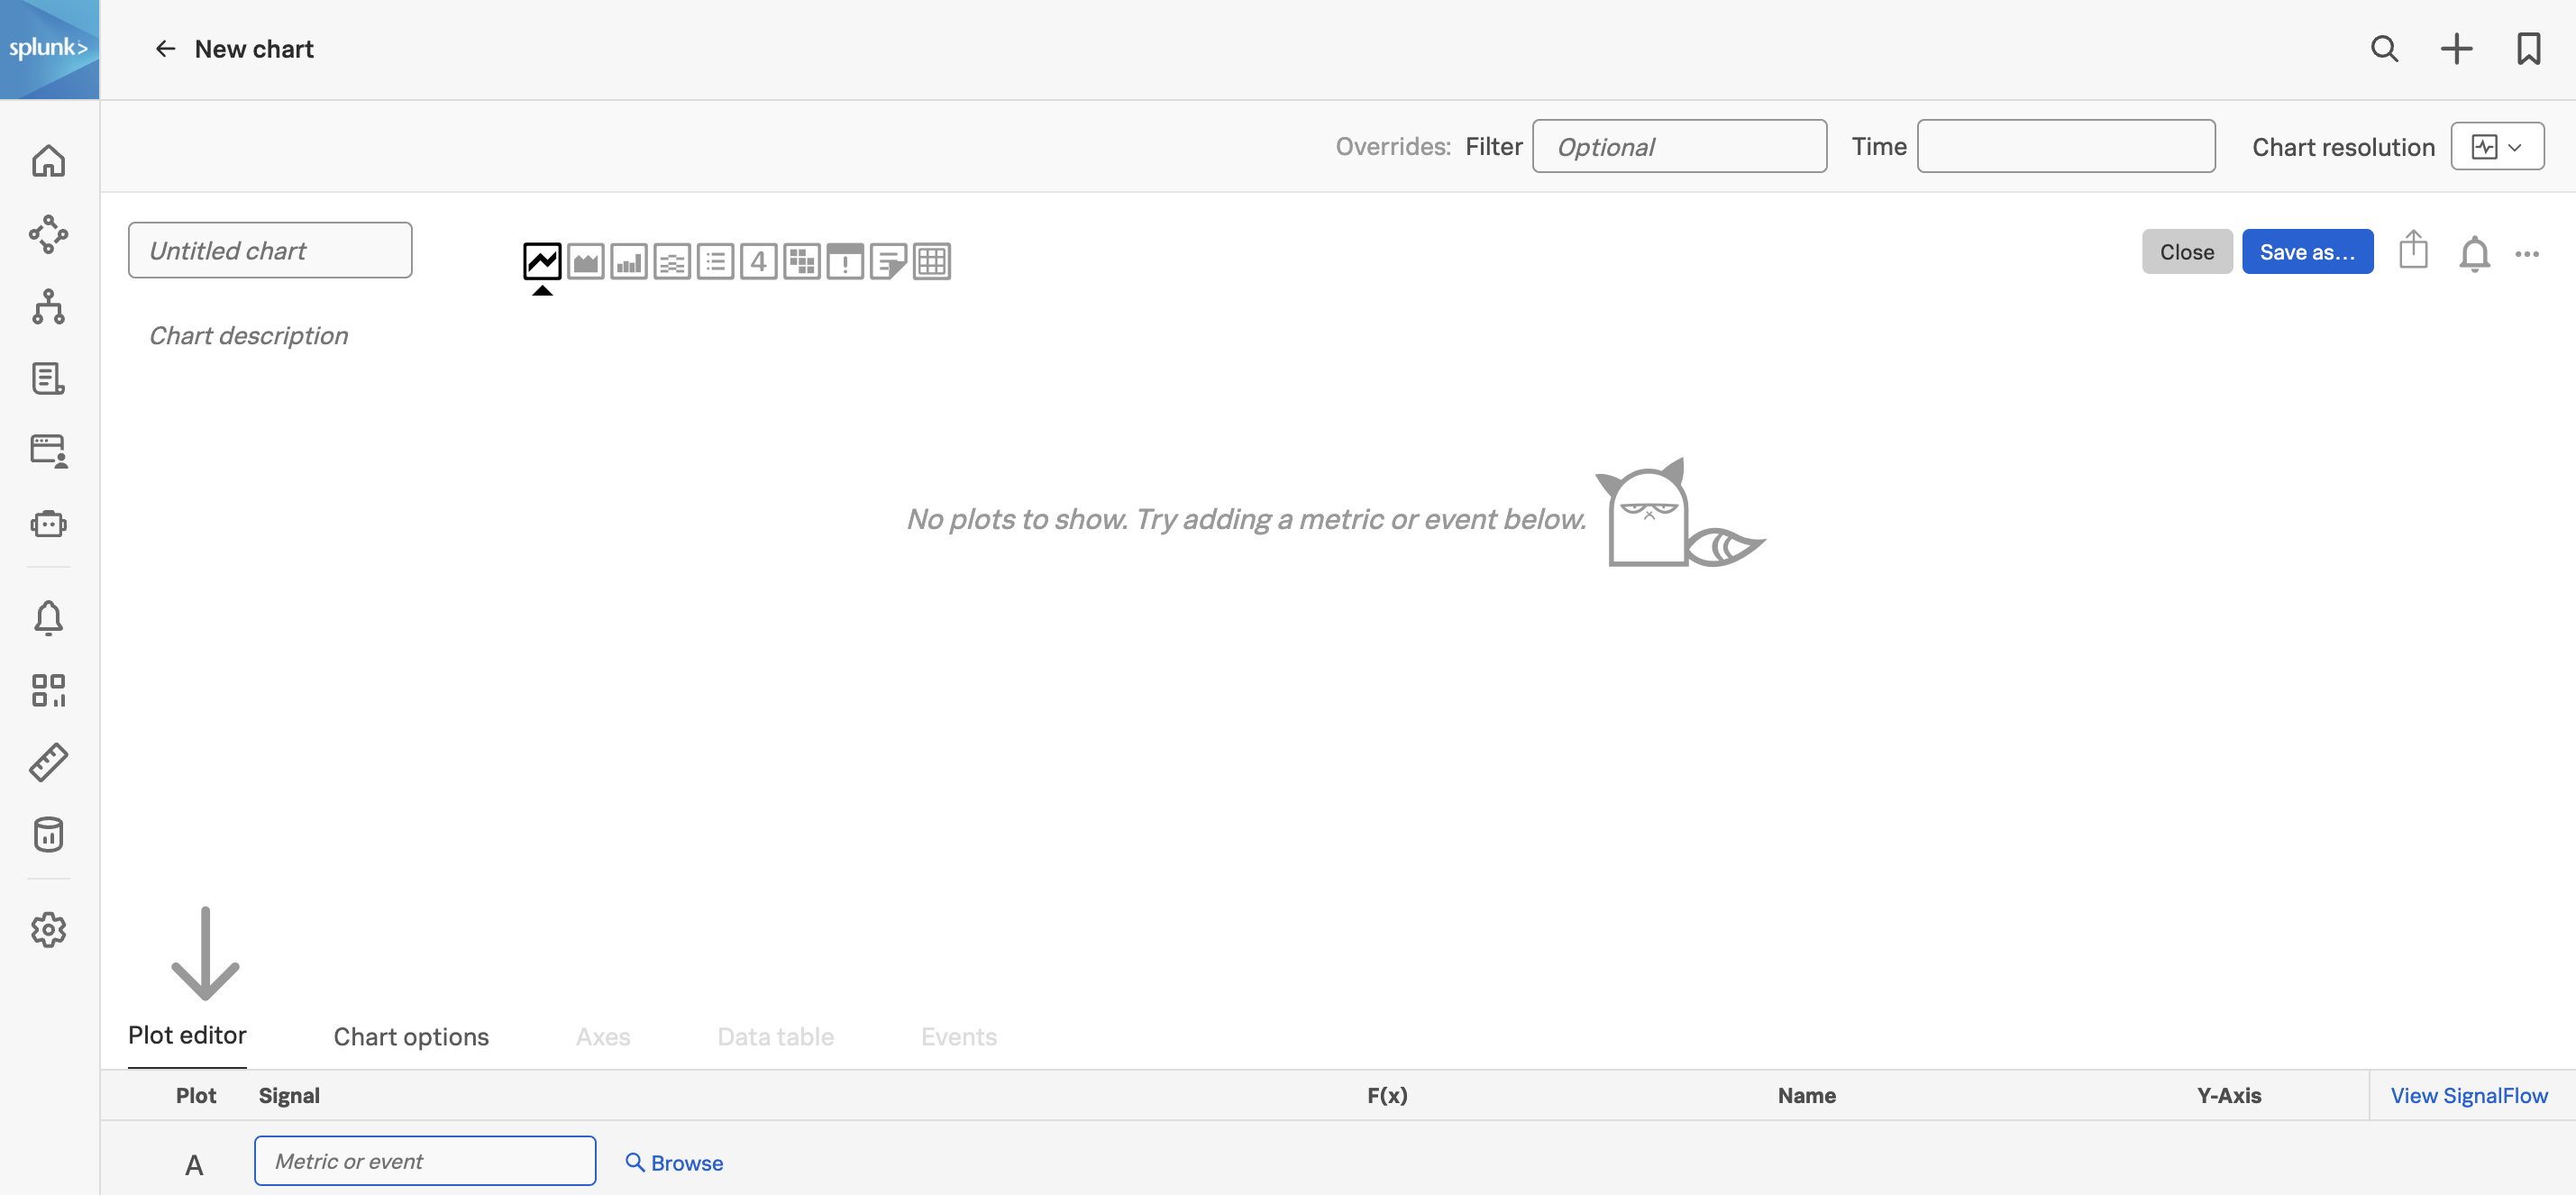 splunk>
New chart
Overrides: Filter Optional Time Chart resolution
Untitled chart
4
Close Save as...
Chart description
No plots to show. Try adding a metric or event below.
Plot editor Chart options Axes Data table Events
Plot Signal F(x) Name Y-Axis View SignalFlow
A Metric or event Browse